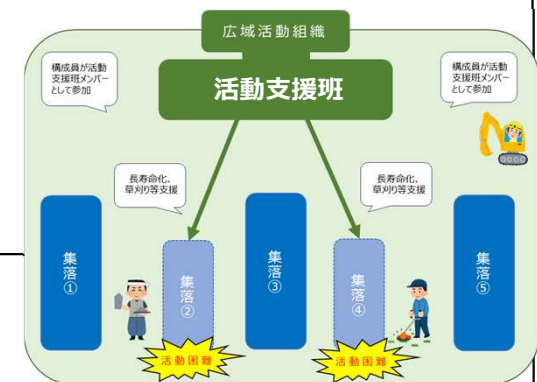 広域活動組織
活動支援班
構成員が活動
支援班メンバー
として参加
構成員が活動
支援班メンバー
として参加
長寿命化、
草刈り等支援
長寿命化、
草刈り等支援
集落①
集落②
集落③
集落④
集落⑤
活動困難
活動困難